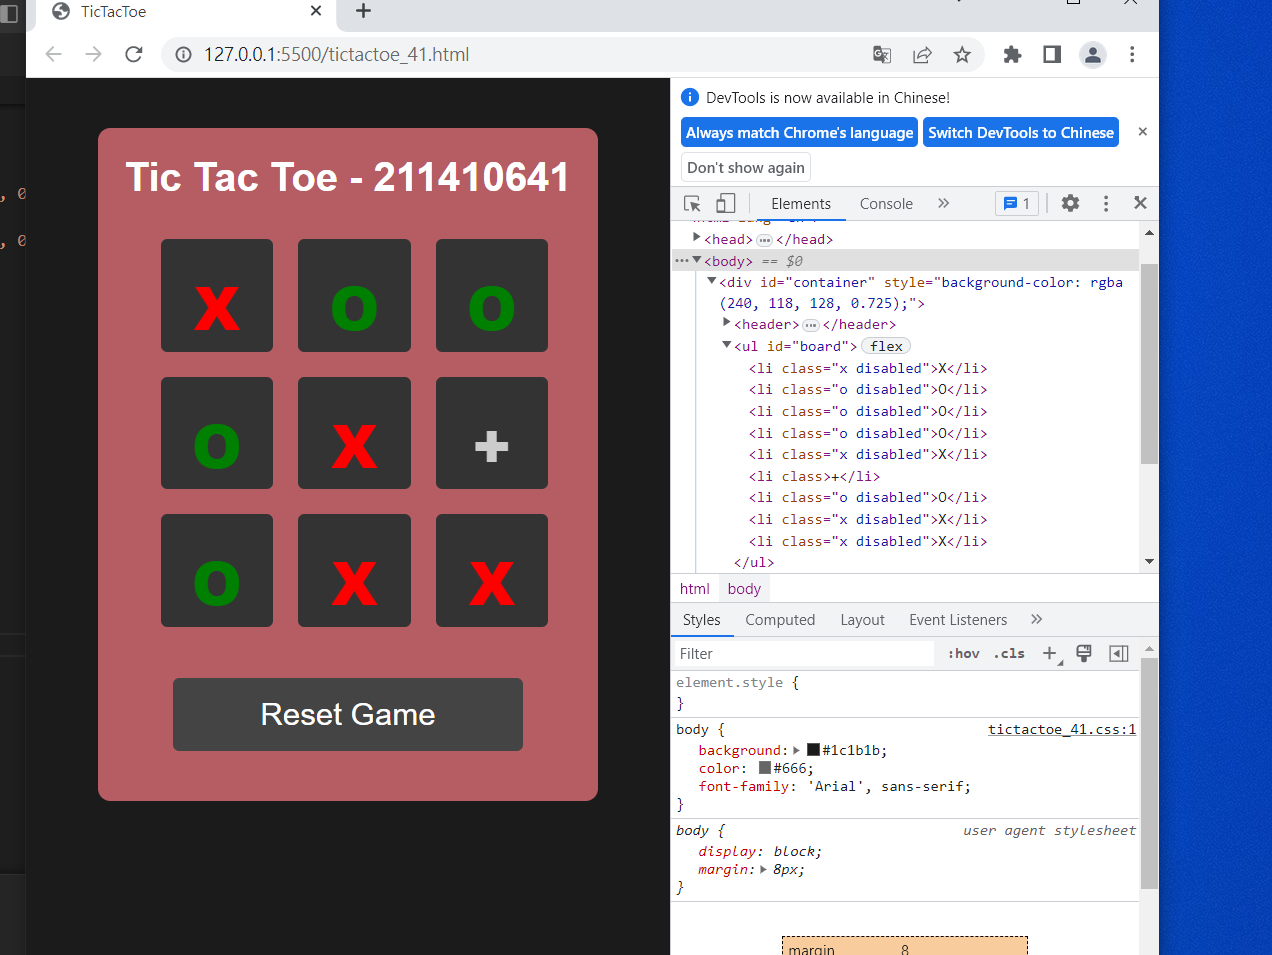 TicTacToe
127.0.0.1:5500/tictactoe_41.html
, 0
, 0
Tic Tac Toe - 211410641
X O O
O X +
O X X
Reset Game
DevTools is now available in Chinese!
Always match Chrome's language
Switch DevTools to Chinese
Don't show again
Elements Console » 1
<head> ••• </head>
••• <body> == $0
<div id="container" style="background-color: rgba
(240, 118, 128, 0.725);">
<header> ••• </header>
<ul id="board"> flex
<li class="x disabled">X</li>
<li class="o disabled">O</li>
<li class="o disabled">O</li>
<li class="o disabled">O</li>
<li class="x disabled">X</li>
<li class>+</li>
<li class="o disabled">O</li>
<li class="x disabled">X</li>
<li class="x disabled">X</li>
</ul>
html body
Styles Computed Layout Event Listeners »
Filter :hov .cls +
element.style {
}
body { tictactoe_41.css:1
background: #1c1b1b;
color: #666;
font-family: 'Arial', sans-serif;
}
body { user agent stylesheet
display: block;
margin: 8px;
}
margin 8